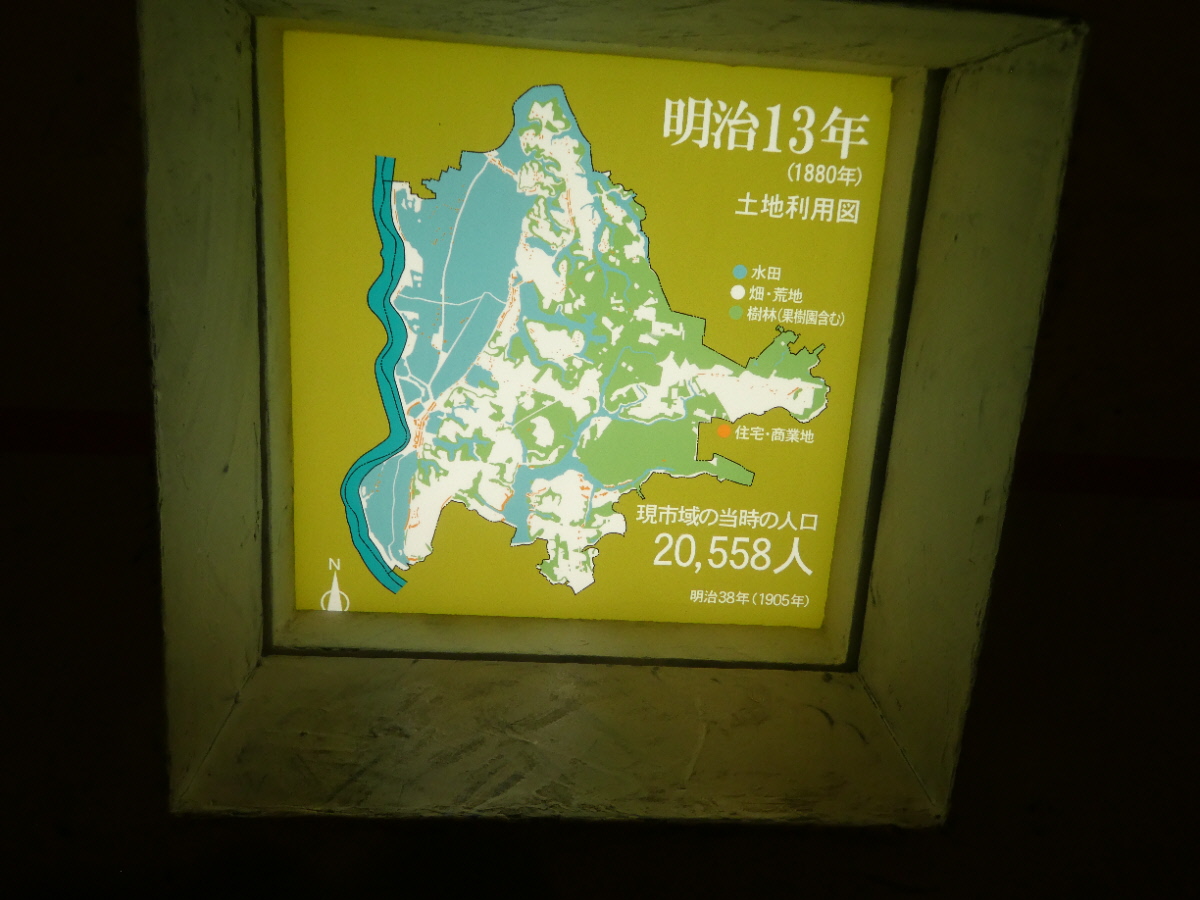 明治13年
(1880年)
土地利用図
水田
畑・荒地
樹林(果樹園含む)
住宅・商業地
現市域の当時の人口
20,558人
明治38年(1905年)
N